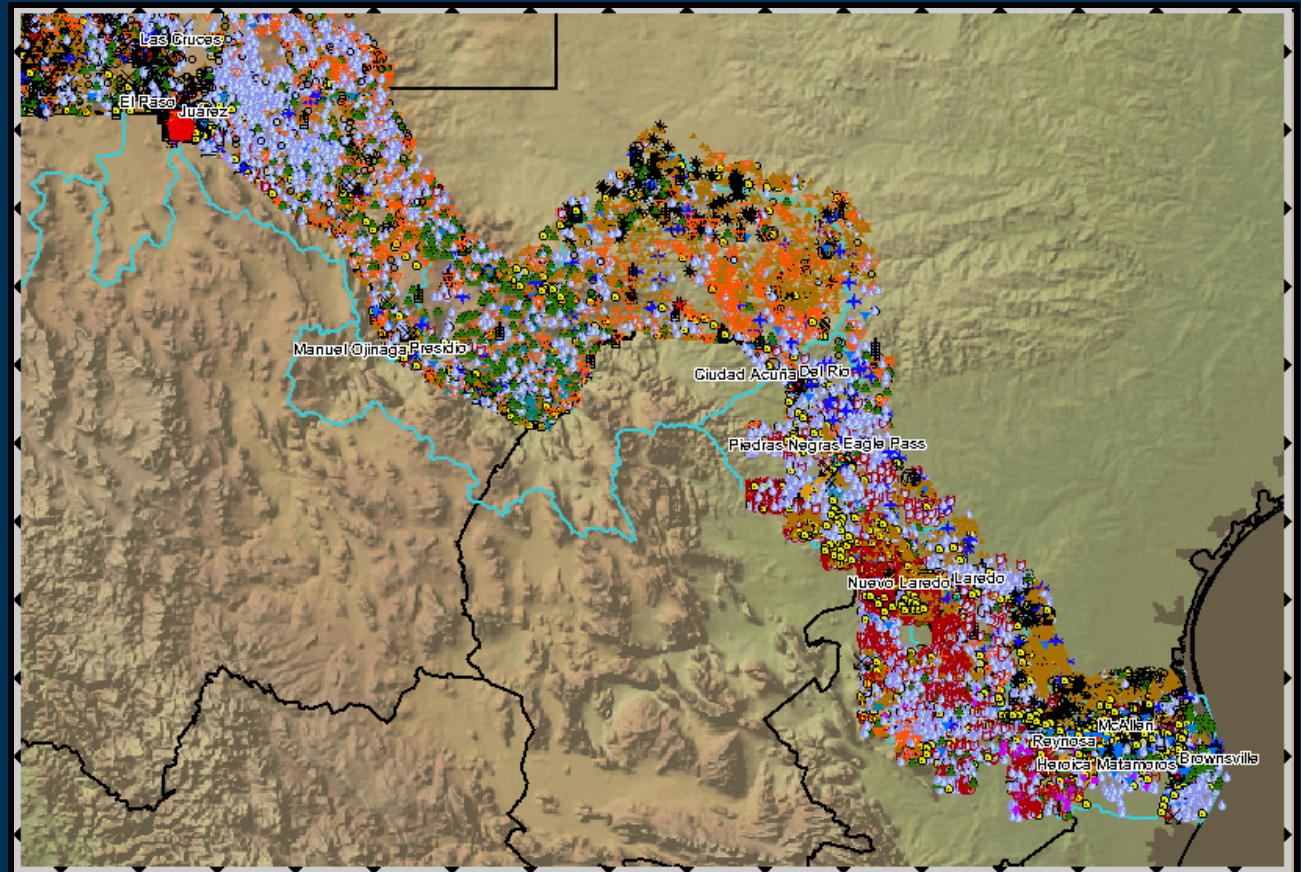 Las Cruces
El Paso
Juárez
Manuel Ojinaga Presidio
Ciudad Acuña Del Rio
Piedras Negras Eagle Pass
Nuevo Laredo Laredo
McAllen
Reynosa
Heroica Matamoros Brownsville